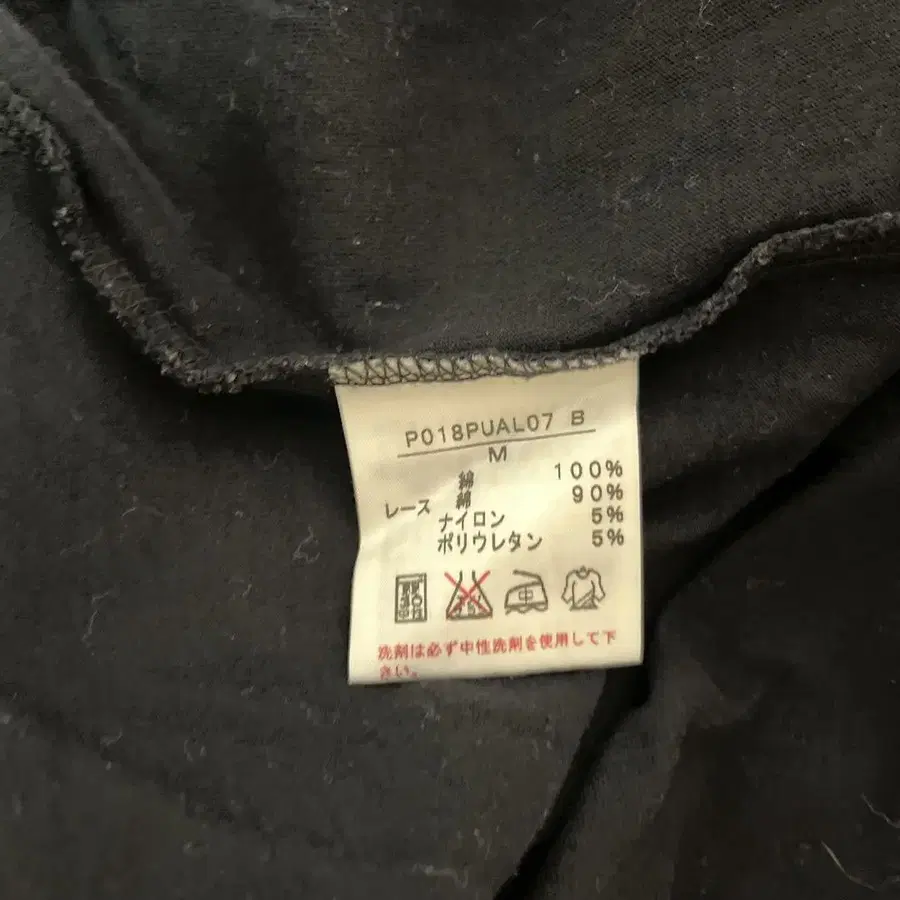 P018PUAL07 B
M
綿 100%
レース 綿 90%
ナイロン 5%
ポリウレタン 5%
中
洗剤は必ず中性洗剤を使用して下
さい。